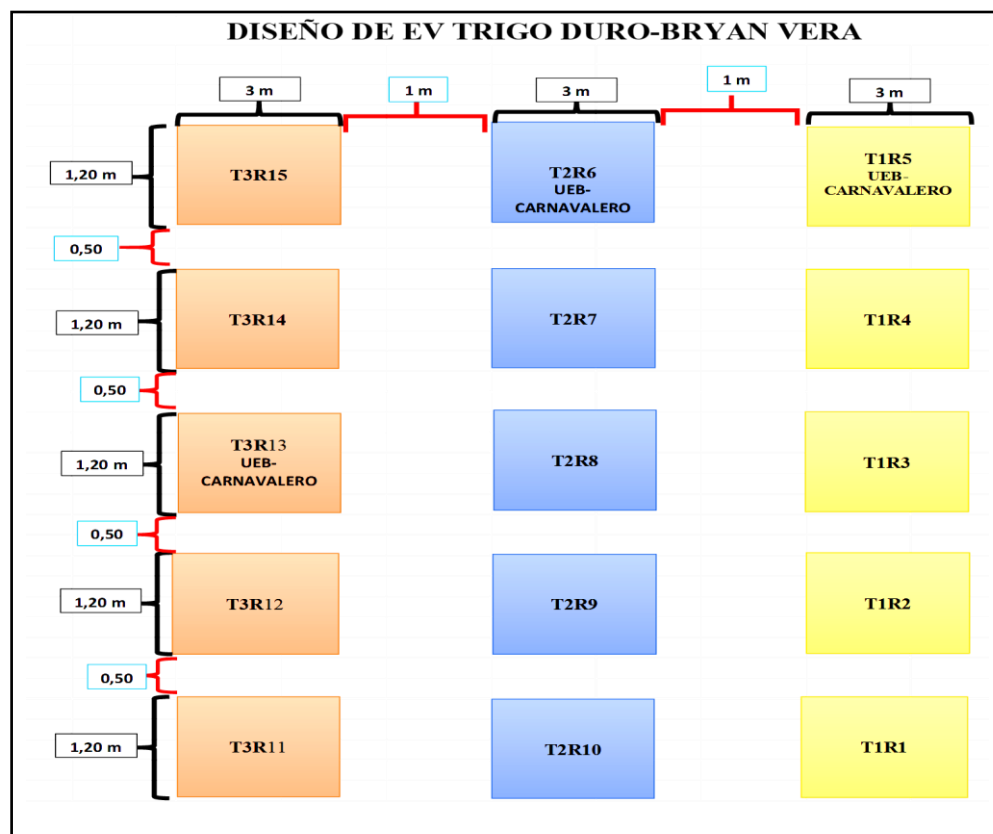 DISEÑO DE EV TRIGO DURO-BRYAN VERA
3 m
1 m
3 m
1 m
3 m
1,20 m
T3R15
T2R6
UEB-
CARNAVALERO
T1R5
UEB-
CARNAVALERO
0,50
1,20 m
T3R14
T2R7
T1R4
0,50
1,20 m
T3R13
UEB-
CARNAVALERO
T2R8
T1R3
0,50
1,20 m
T3R12
T2R9
T1R2
0,50
1,20 m
T3R11
T2R10
T1R1